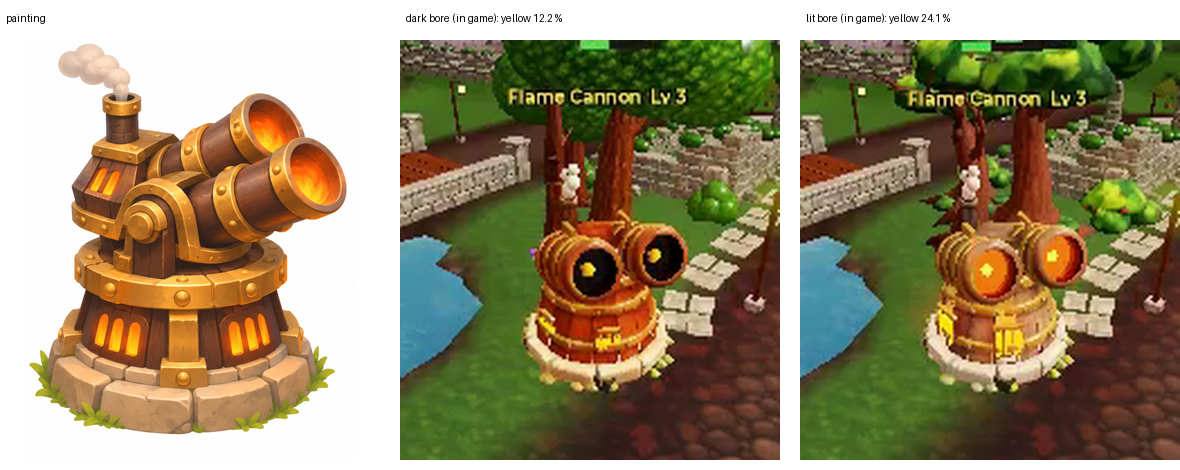 painting
dark bore (in game): yellow 12.2%
lit bore (in game): yellow 24.1%
Flame Cannon Lv 3
Flame Cannon Lv 3